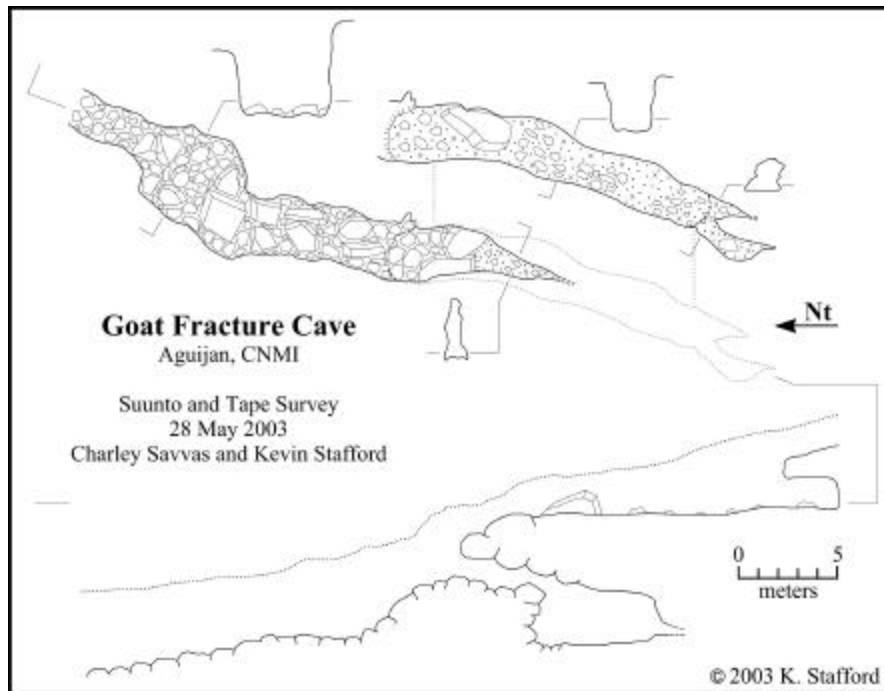 Goat Fracture Cave
Aguijan, CNMI
Suunto and Tape Survey
28 May 2003
Charley Savvas and Kevin Stafford
Nt
0 5
meters
© 2003 K. Stafford